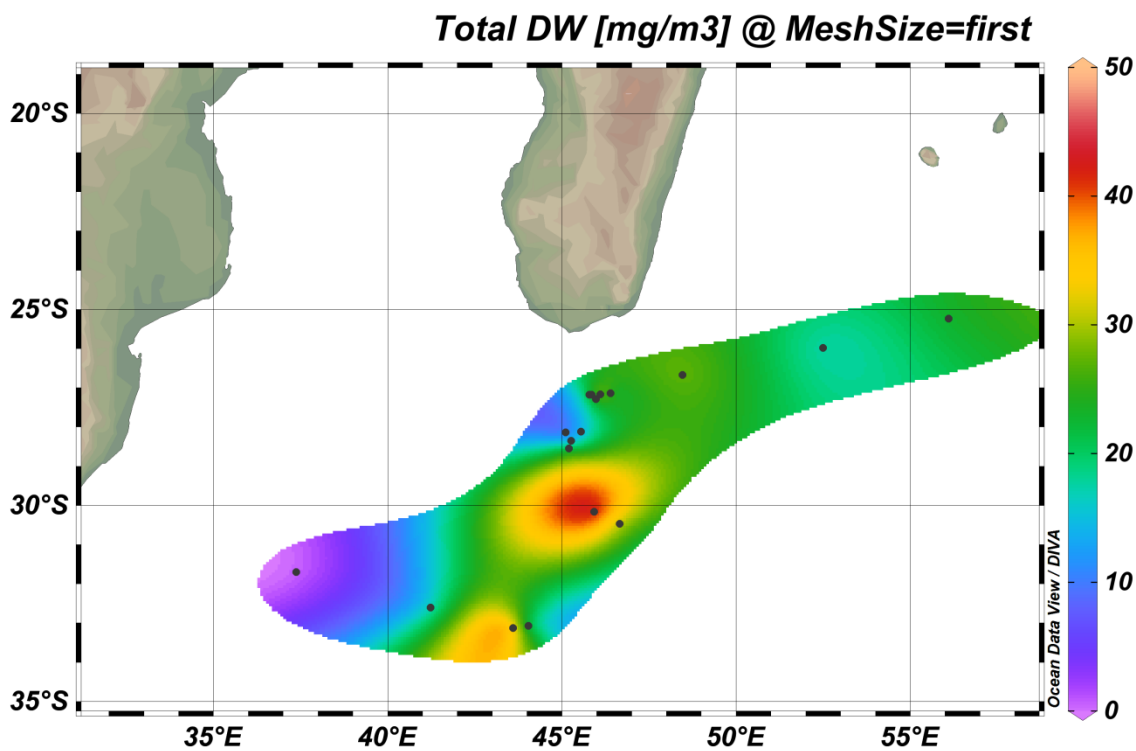 Total DW [mg/m3] @ MeshSize=first
50
20°S
40
25°S
30
30°S
20
10
35°S
0
Ocean Data View / DIVA
35°E
40°E
45°E
50°E
55°E